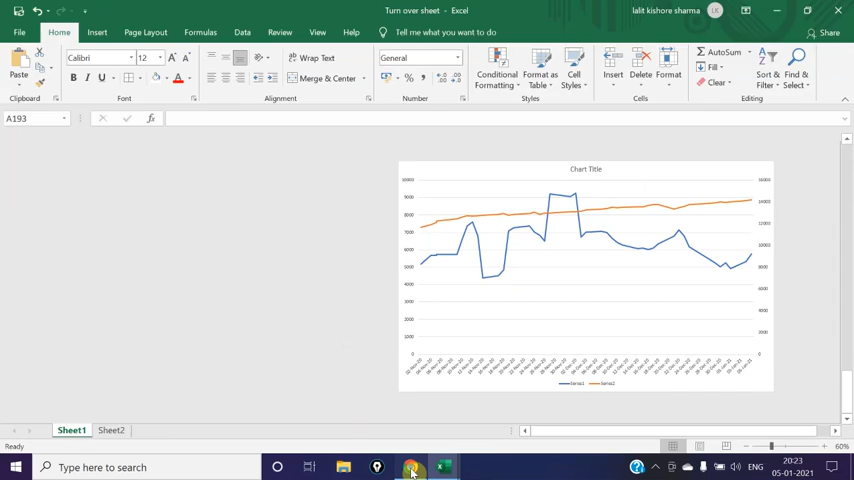 Turn over sheet - Excel
lalit kishore sharma
LK
File Home Insert Page Layout Formulas Data Review View Help Tell me what you want to do Share
Paste
Calibri 12
Wrap Text
General
Conditional Formatting
Format as Table
Cell Styles
Insert Delete Format
AutoSum
Fill
Clear
Sort & Filter
Find & Select
B I U
Merge & Center
Clipboard Font Alignment Number Styles Cells Editing
A193
fx
Chart Title
10000 16000
9000 14000
8000 12000
7000
6000 10000
5000 8000
4000 6000
3000
2000 4000
1000 2000
0 0
Sheet1 Sheet2
Ready
60%
Type here to search
ENG
20:23
05-01-2021